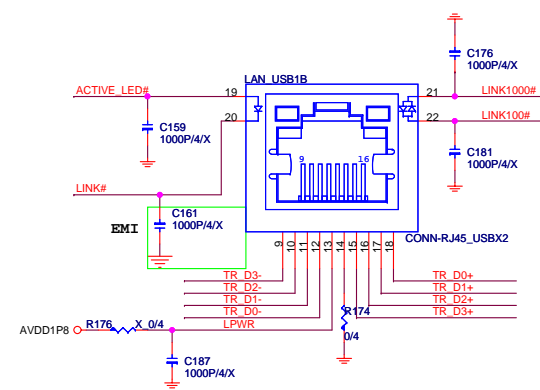 C176
1000P/4/X
LAN_USB1B
ACTIVE_LED#
19
21
LINK1000#
20
22
LINK100#
C159
1000P/4/X
C181
1000P/4/X
9
16
LINK#
C161
1000P/4/X
EMI
CONN-RJ45_USBX2
9
10
11
12
13
14
15
16
17
18
TR_D3-
TR_D0+
TR_D2-
TR_D1+
TR_D1-
TR_D2+
TR_D0-
TR_D3+
R174
0/4
AVDD1P8
R176
X_0/4
LPWR
C187
1000P/4/X